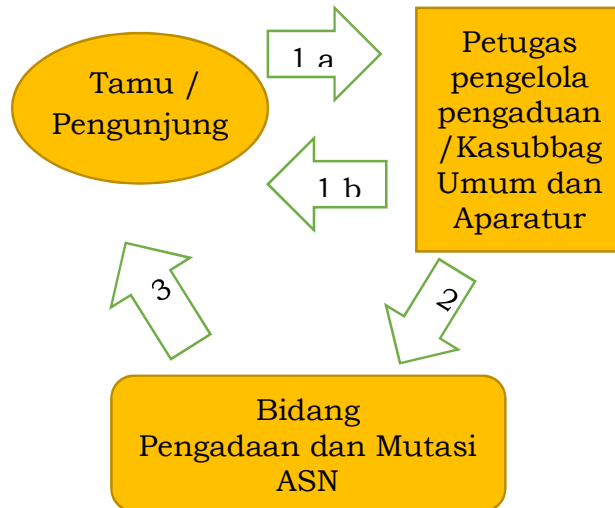 Tamu /
Pengunjung
1 a
Petugas
pengelola
pengaduan
/Kasubbag
Umum dan
Aparatur
1 b
2
3
Bidang
Pengadaan dan Mutasi
ASN